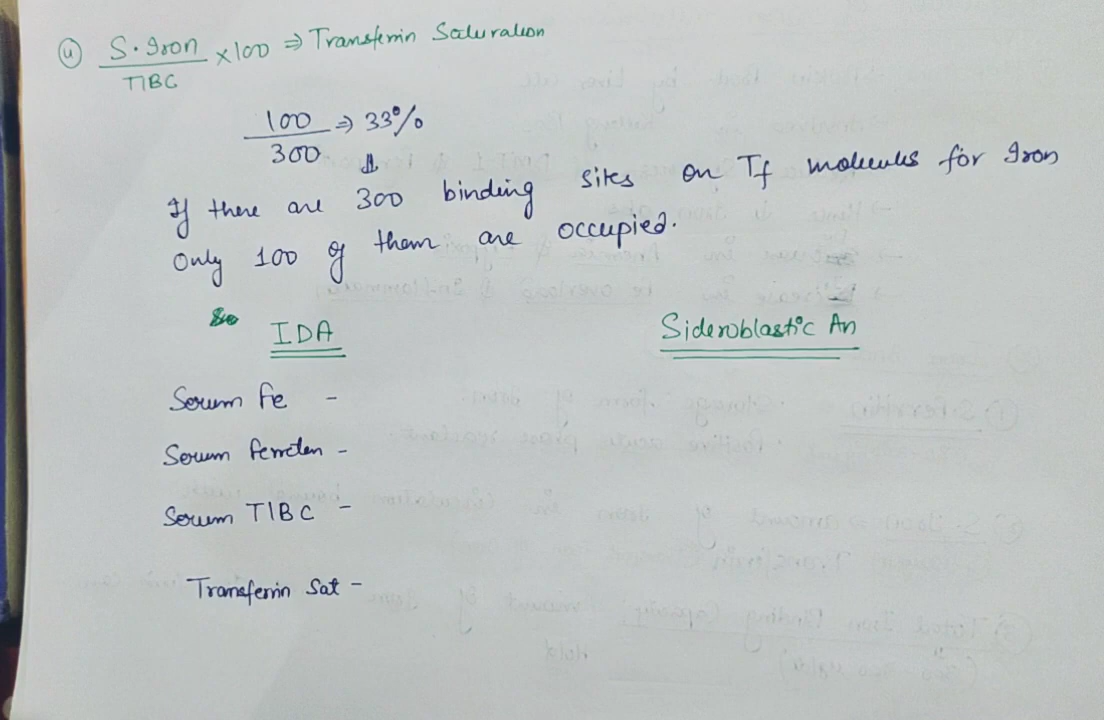 ④ S. Iron / TIBC ×100 ⇒ Transferrin Saturation
100 / 300 ⇒ 33%
⇓
If there are 300 binding sites on Tf molecules for Iron
Only 100 of them are occupied.
IDA Sideroblastic An
Serum fe -
Serum ferreten -
Serum TIBC -
Transferrin Sat -